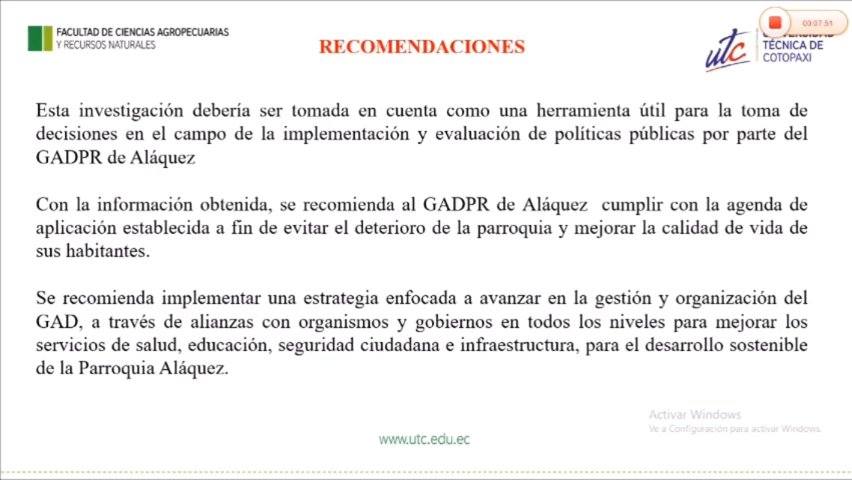 FACULTAD DE CIENCIAS AGROPECUARIAS
Y RECURSOS NATURALES
RECOMENDACIONES
00:07:51
utc
TÉCNICA DE
COTOPAXI
Esta investigación debería ser tomada en cuenta como una herramienta útil para la toma de
decisiones en el campo de la implementación y evaluación de políticas públicas por parte del
GADPR de Aláquez
Con la información obtenida, se recomienda al GADPR de Aláquez cumplir con la agenda de
aplicación establecida a fin de evitar el deterioro de la parroquia y mejorar la calidad de vida de
sus habitantes.
Se recomienda implementar una estrategia enfocada a avanzar en la gestión y organización del
GAD, a través de alianzas con organismos y gobiernos en todos los niveles para mejorar los
servicios de salud, educación, seguridad ciudadana e infraestructura, para el desarrollo sostenible
de la Parroquia Aláquez.
Activar Windows
Ve a Configuración para activar Windows.
www.utc.edu.ec